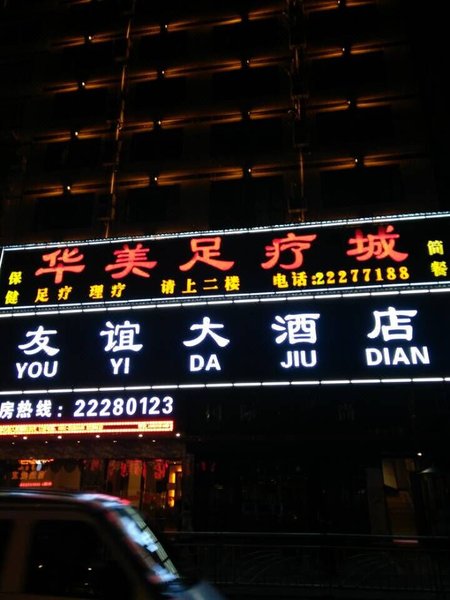 华美足疗城
保健 足疗 理疗 请上二楼 电话:22277188 简餐
友谊大酒店
YOU YI DA JIU DIAN
房热线：22280123